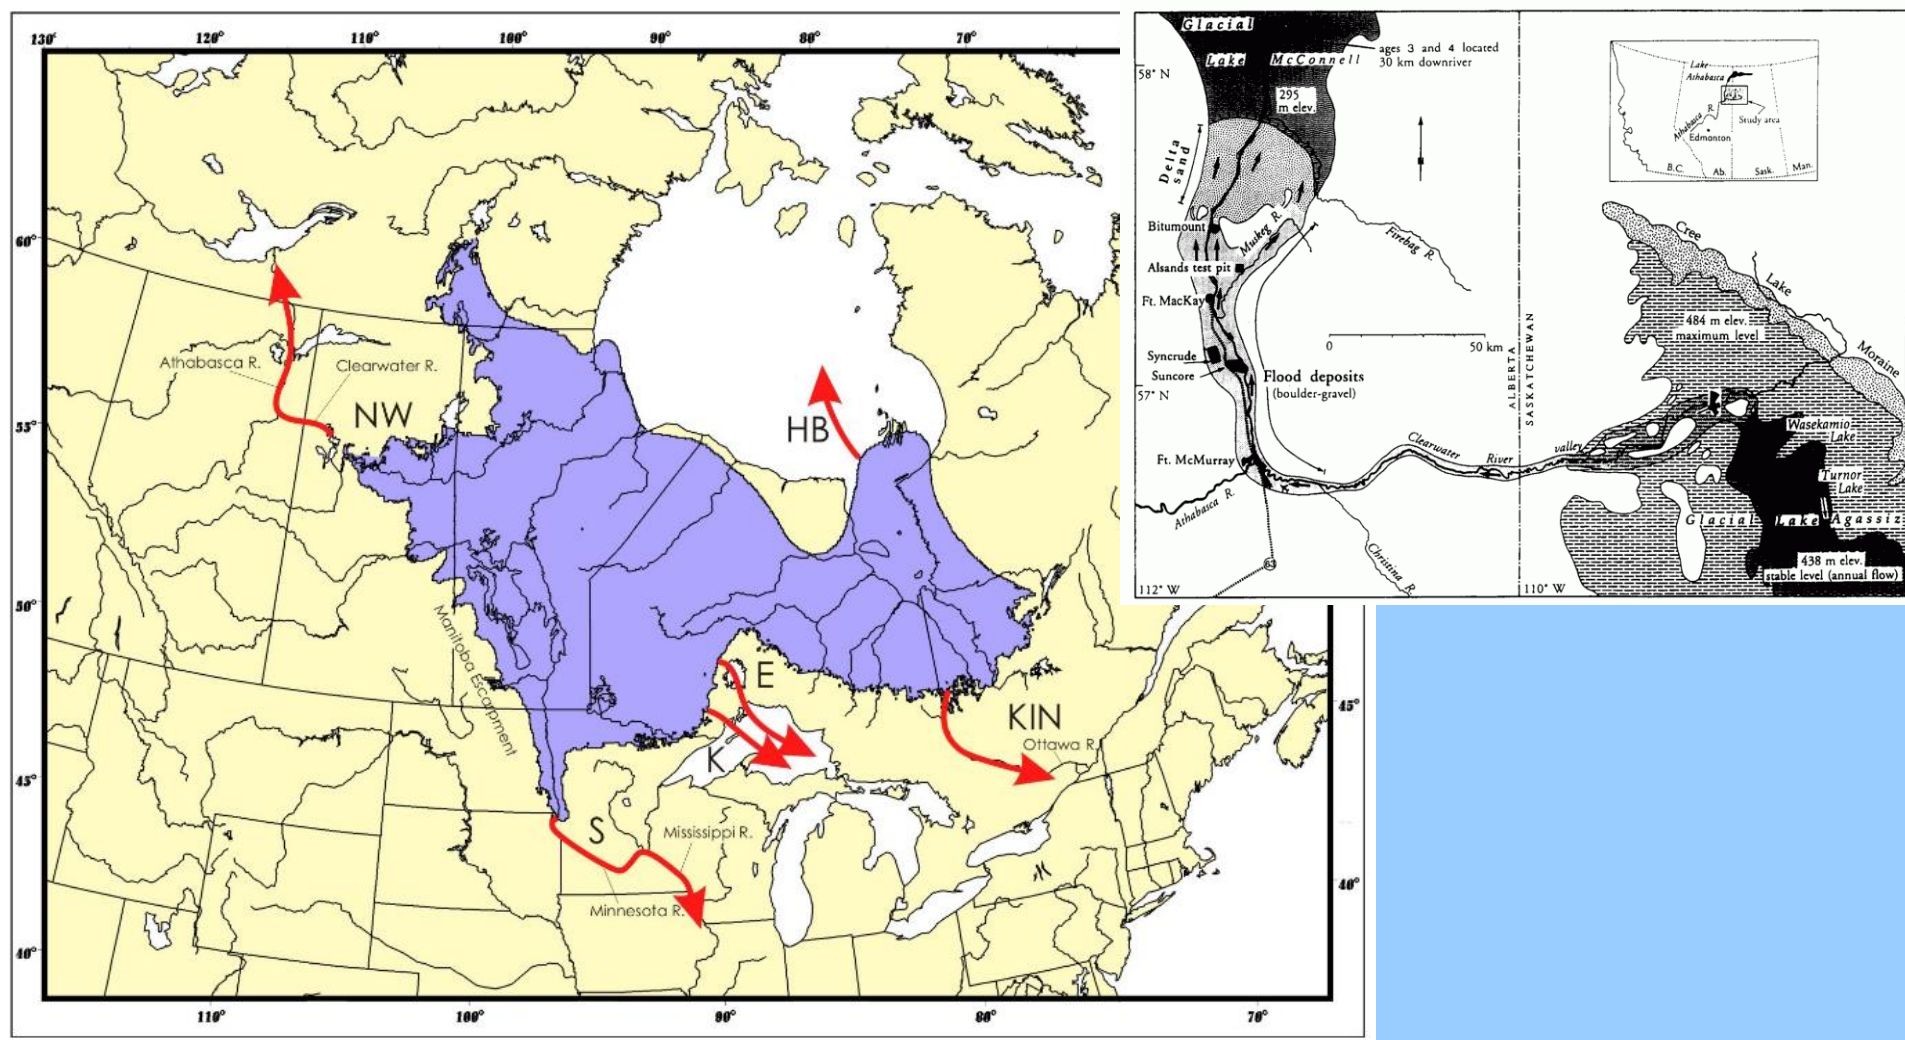 130°
120°
110°
100°
90°
80°
70°
60°
55°
50°
45°
40°
45°
40°
110°
100°
90°
80°
70°
Athabasca R.
Clearwater R.
NW
HB
Manitoba Escarpment
E
K
KIN
Ottawa R.
S
Mississippi R.
Minnesota R.
Glacial
Lake McConnell
ages 3 and 4 located
30 km downriver
58° N
295
m elev.
Delta
sand
Bitumount
Muskeg R.
Firebag R.
Alsands test pit
Ft. MacKay
0 50 km
Syncrude
Suncore
57° N
Flood deposits
(boulder-gravel)
ALBERTA
SASKATCHEWAN
Ft. McMurray
Clearwater River valley
Athabasca R.
Christina R.
63
112° W
110° W
Lake
Athabasca
R.
Athabasca
Study area
Edmonton
B.C. Ab. Sask. Man.
Cree
Lake
Moraine
484 m elev.
maximum level
Wasekamio
Lake
Turnor
Lake
Glacial Lake Agassiz
438 m elev.
stable level (annual flow)